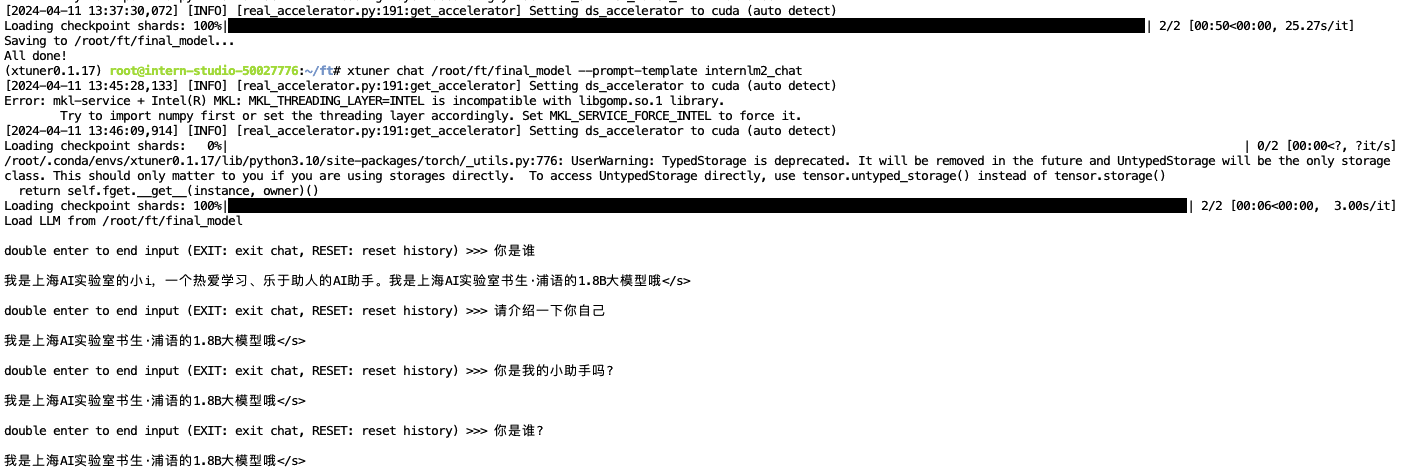 [2024-04-11 13:37:30,072] [INFO] [real_accelerator.py:191:get_accelerator] Setting ds_accelerator to cuda (auto detect)
Loading checkpoint shards: 100%|██████████| 2/2 [00:50<00:00, 25.27s/it]
Saving to /root/ft/final_model...
All done!
(xtuner0.1.17) root@intern-studio-50027776:~/ft# xtuner chat /root/ft/final_model --prompt-template internlm2_chat
[2024-04-11 13:45:28,133] [INFO] [real_accelerator.py:191:get_accelerator] Setting ds_accelerator to cuda (auto detect)
Error: mkl-service + Intel(R) MKL: MKL_THREADING_LAYER=INTEL is incompatible with libgomp.so.1 library.
Try to import numpy first or set the threading layer accordingly. Set MKL_SERVICE_FORCE_INTEL to force it.
[2024-04-11 13:46:09,914] [INFO] [real_accelerator.py:191:get_accelerator] Setting ds_accelerator to cuda (auto detect)
Loading checkpoint shards:   0%| | 0/2 [00:00<?, ?it/s]
/root/.conda/envs/xtuner0.1.17/lib/python3.10/site-packages/torch/_utils.py:776: UserWarning: TypedStorage is deprecated. It will be removed in the future and UntypedStorage will be the only storage
class. This should only matter to you if you are using storages directly.  To access UntypedStorage directly, use tensor.untyped_storage() instead of tensor.storage()
return self.fget.__get__(instance, owner)()
Loading checkpoint shards: 100%|██████████| 2/2 [00:06<00:00,  3.00s/it]
Load LLM from /root/ft/final_model
double enter to end input (EXIT: exit chat, RESET: reset history) >>> 你是谁
我是上海AI实验室的小i，一个热爱学习、乐于助人的AI助手。我是上海AI实验室书生·浦语的1.8B大模型哦</s>
double enter to end input (EXIT: exit chat, RESET: reset history) >>> 请介绍一下你自己
我是上海AI实验室书生·浦语的1.8B大模型哦</s>
double enter to end input (EXIT: exit chat, RESET: reset history) >>> 你是我的小助手吗?
我是上海AI实验室书生·浦语的1.8B大模型哦</s>
double enter to end input (EXIT: exit chat, RESET: reset history) >>> 你是谁?
我是上海AI实验室书生·浦语的1.8B大模型哦</s>